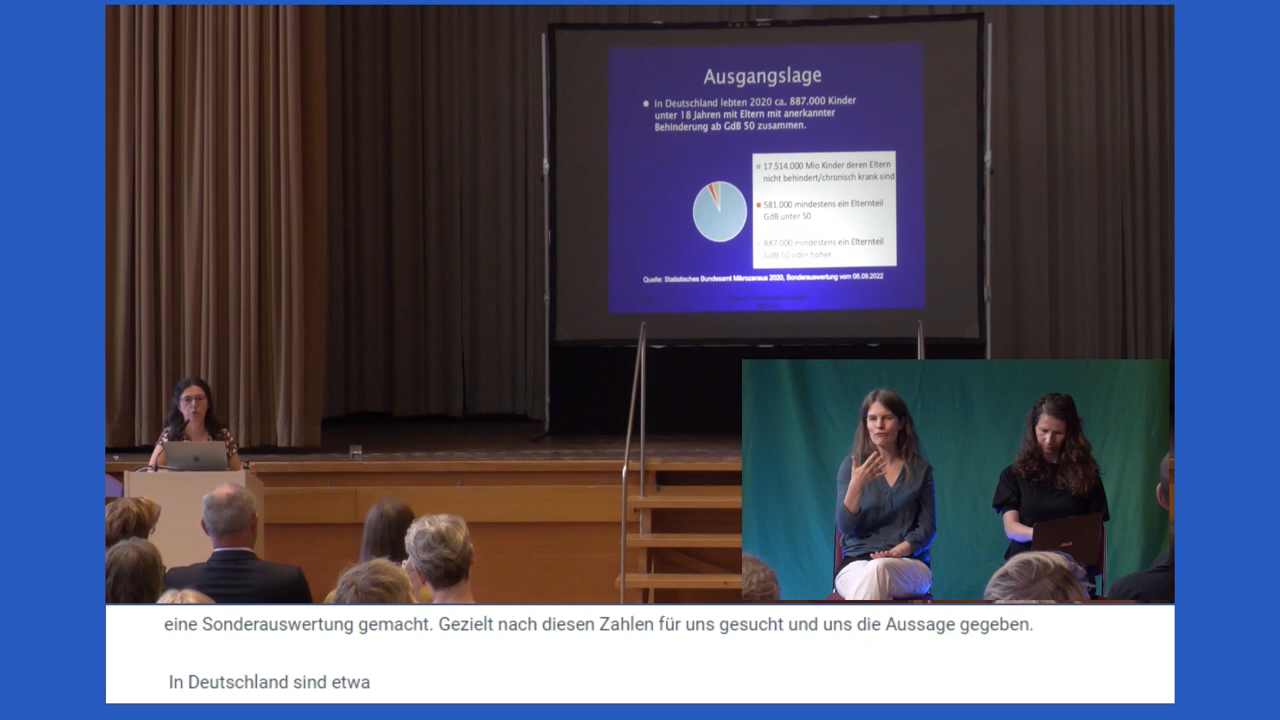 Ausgangslage
In Deutschland lebten 2020 ca. 887.000 Kinder
unter 18 Jahren mit Eltern mit anerkannter
Behinderung ab GdB 50 zusammen.
17.514.000 Mio Kinder deren Eltern
nicht behindert/chronisch krank sind
581.000 mindestens ein Elternteil
GdB unter 50
887.000 mindestens ein Elternteil
GdB 50 oder höher
Quelle: Statistisches Bundesamt Mikrozensus 2020, Sonderauswertung vom 06.09.2022
eine Sonderauswertung gemacht. Gezielt nach diesen Zahlen für uns gesucht und uns die Aussage gegeben.
In Deutschland sind etwa